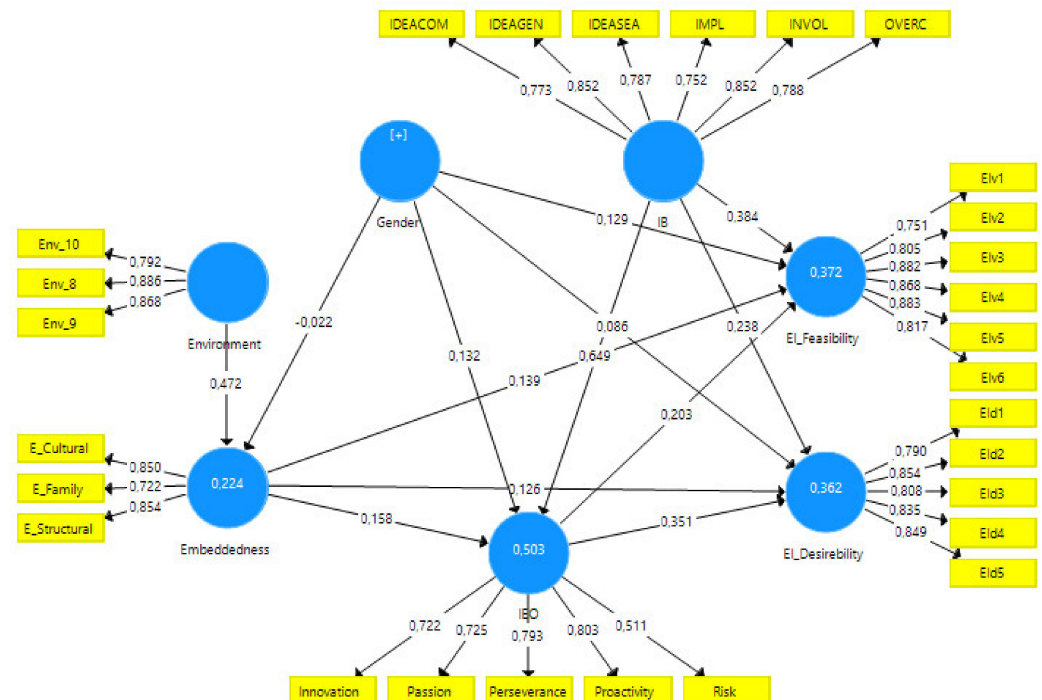 IDEACOM IDEAGEN IDEASEA IMPL INVOL OVERC
0,773 0,852 0,787 0,752 0,852 0,788
[+]
Gender
IB
Env_10
Env_8
Env_9
0,792
0,886
0,868
Environment
0,472
-0,022
0,132
0,129
0,384
0,086
0,238
0,649
0,139
0,203
0,372
EI_Feasibility
0,751
0,805
0,882
0,868
0,883
0,817
EIv1
EIv2
EIv3
EIv4
EIv5
EIv6
E_Cultural
E_Family
E_Structural
0,850
0,722
0,854
0,224
Embeddedness
0,126
0,158
0,351
0,362
EI_Desirebility
0,790
0,854
0,808
0,835
0,849
EId1
EId2
EId3
EId4
EId5
0,503
IEO
0,722 0,725 0,793 0,803 0,511
Innovation Passion Perseverance Proactivity Risk